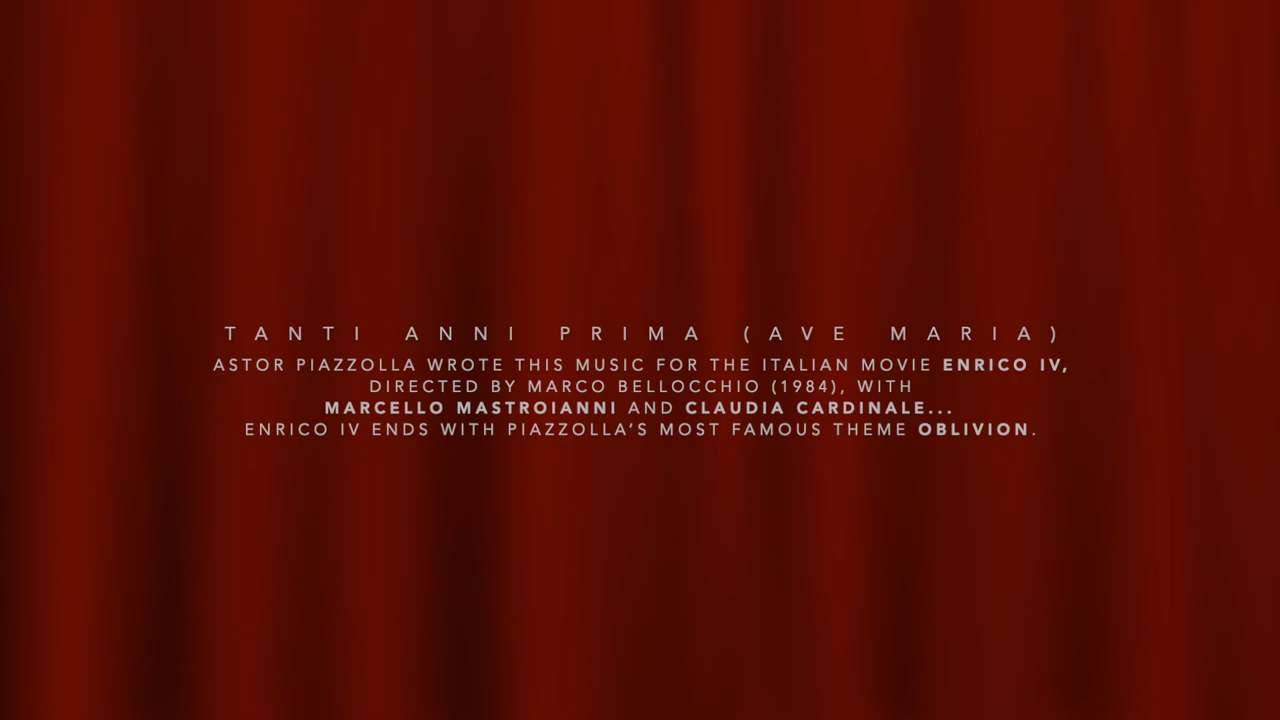 TANTI ANNI PRIMA (AVE MARIA)
ASTOR PIAZZOLLA WROTE THIS MUSIC FOR THE ITALIAN MOVIE ENRICO IV,
DIRECTED BY MARCO BELLOCCHIO (1984), WITH
MARCELLO MASTROIANNI AND CLAUDIA CARDINALE...
ENRICO IV ENDS WITH PIAZZOLLA'S MOST FAMOUS THEME OBLIVION.